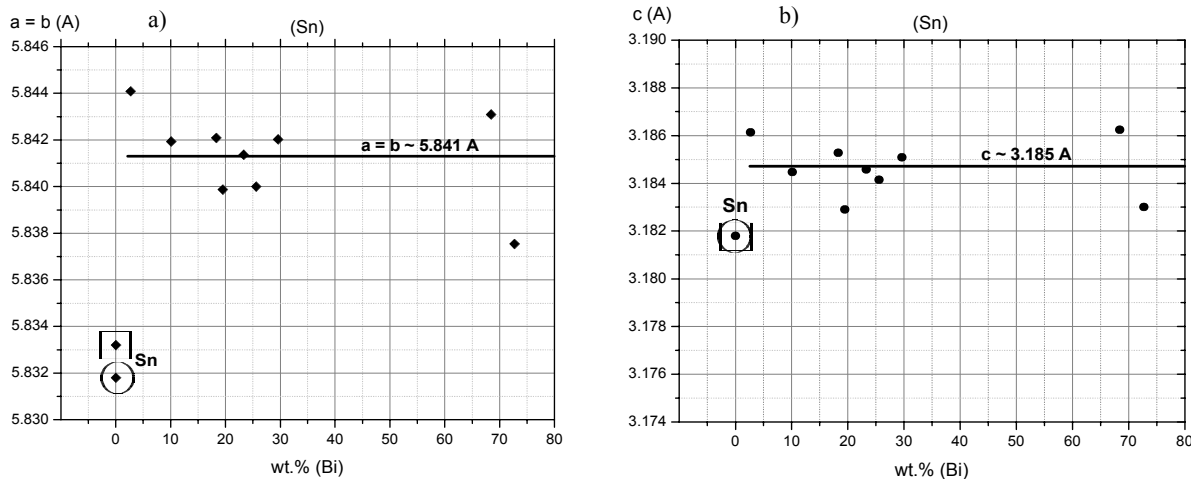 a = b (A)
a)
(Sn)
5.846
5.844
5.842
5.840
5.838
5.836
5.834
5.832
5.830
a = b ~ 5.841 A
Sn
0 10 20 30 40 50 60 70 80
wt.% (Bi)
c (A)
b)
(Sn)
3.190
3.188
3.186
3.184
3.182
3.180
3.178
3.176
3.174
c ~ 3.185 A
Sn
0 10 20 30 40 50 60 70 80
wt.% (Bi)